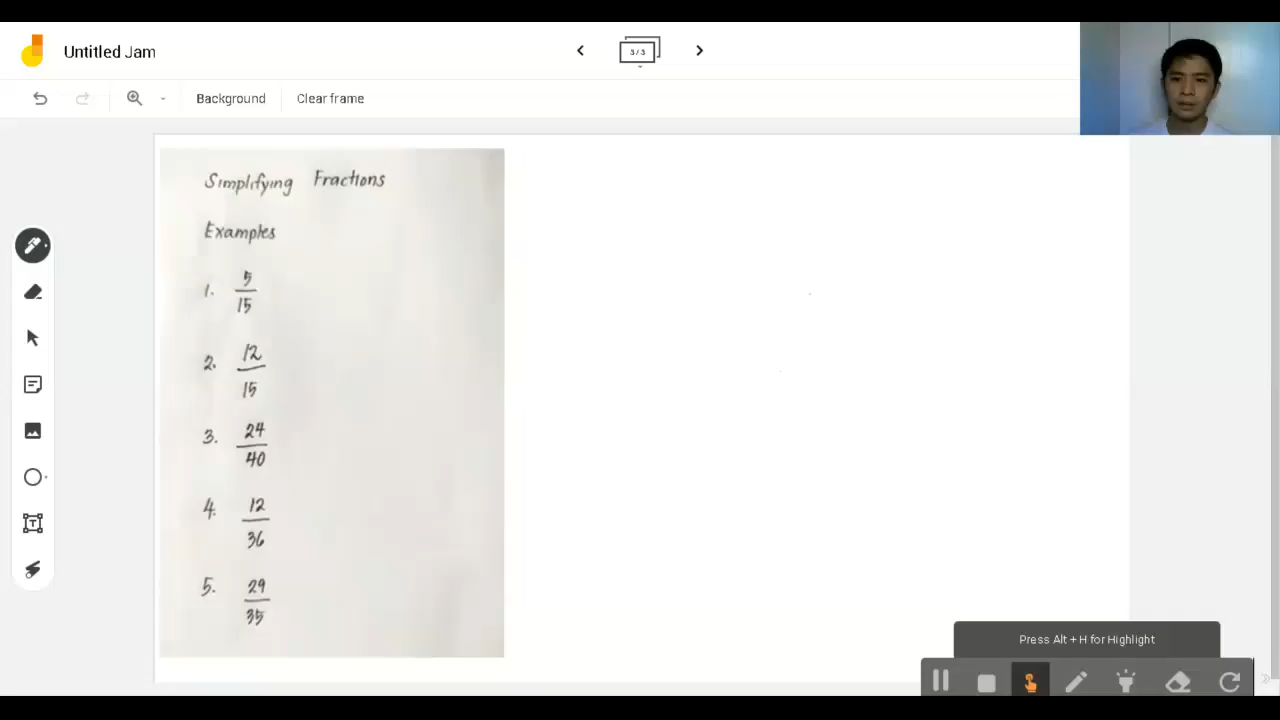 Untitled Jam
3 / 3
Background
Clear frame
Simplifying Fractions
Examples
1. 5/15
2. 12/15
3. 24/40
4. 12/36
5. 29/35
Press Alt + H for Highlight